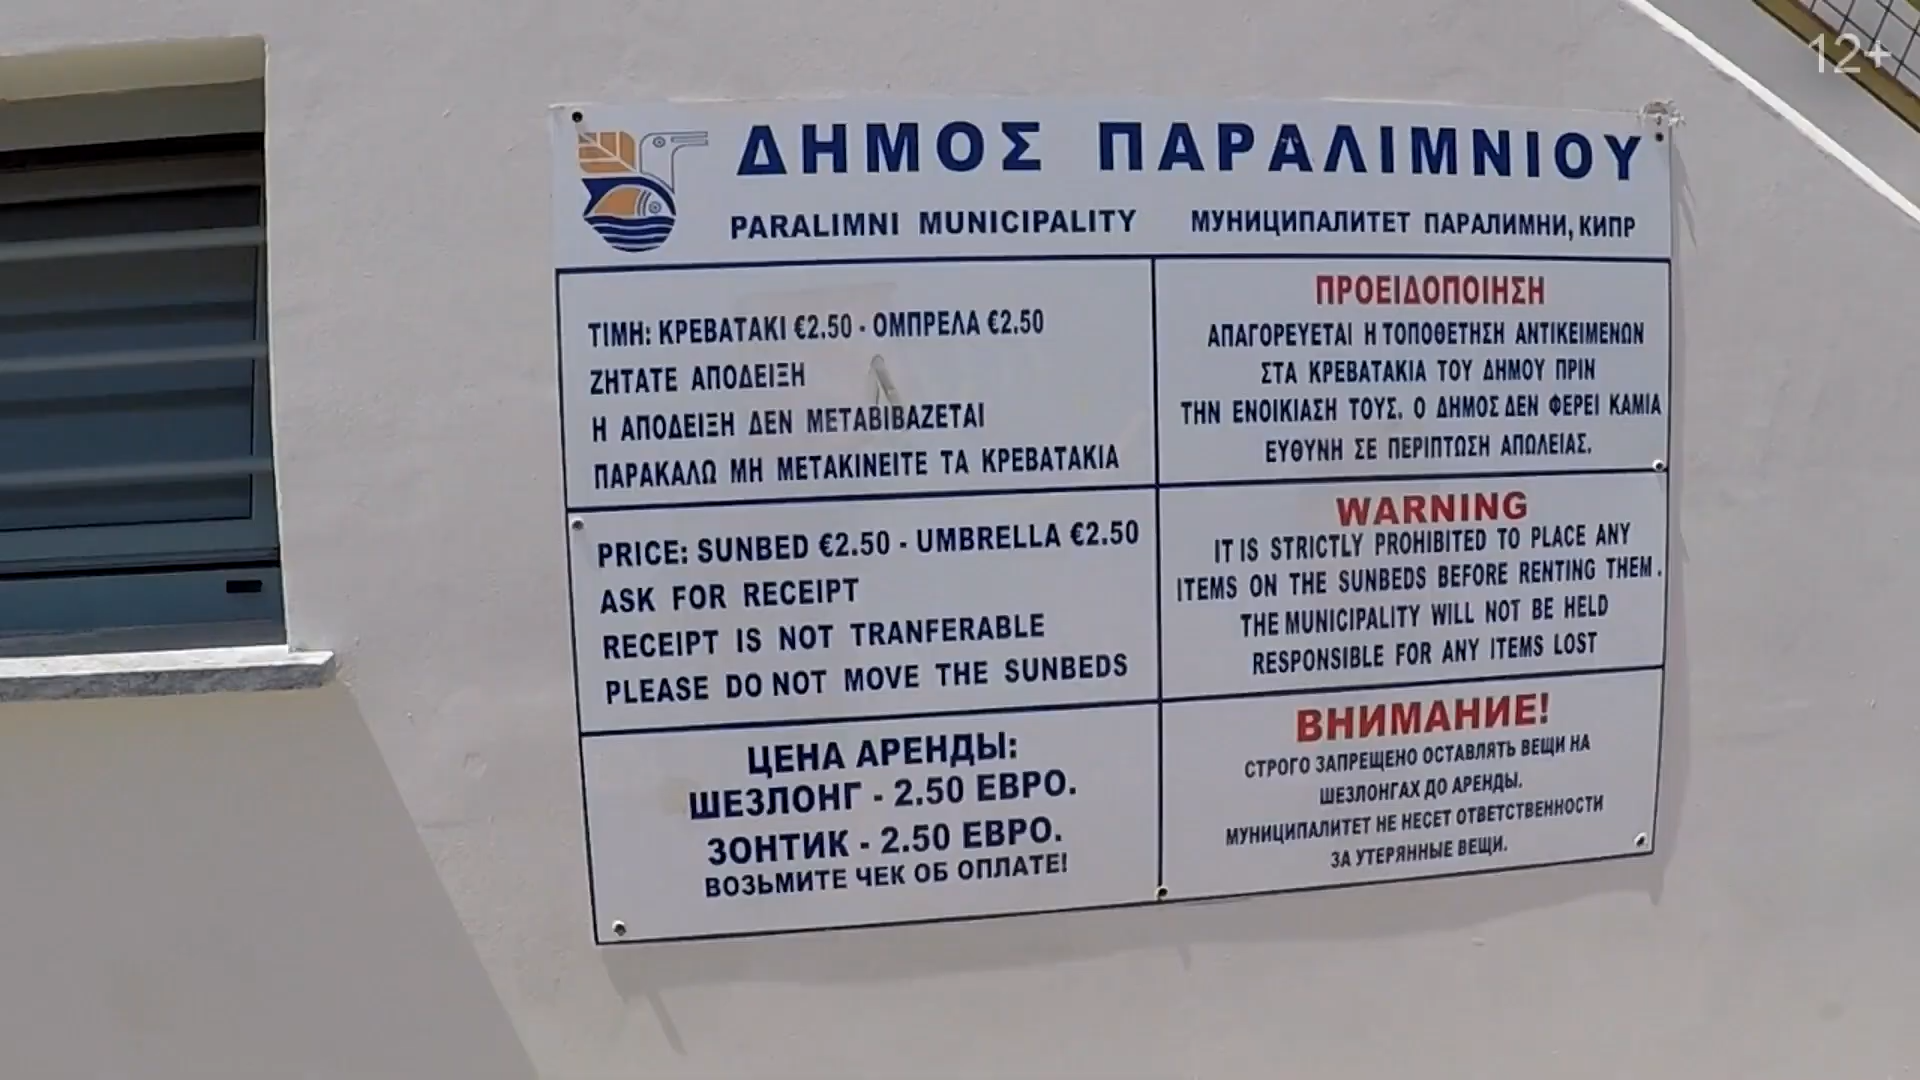 12+
ΔΗΜΟΣ ΠΑΡΑΛΙΜΝΙΟΥ
PARALIMNI MUNICIPALITY
МУНИЦИПАЛИТЕТ ПАРАЛИМНИ, КИПР
ΤΙΜΗ: ΚΡΕΒΑΤΑΚΙ €2.50 - ΟΜΠΡΕΛΑ €2.50
ΖΗΤΑΤΕ ΑΠΟΔΕΙΞΗ
Η ΑΠΟΔΕΙΞΗ ΔΕΝ ΜΕΤΑΒΙΒΑΖΕΤΑΙ
ΠΑΡΑΚΑΛΩ ΜΗ ΜΕΤΑΚΙΝΕΙΤΕ ΤΑ ΚΡΕΒΑΤΑΚΙΑ
ΠΡΟΕΙΔΟΠΟΙΗΣΗ
ΑΠΑΓΟΡΕΥΕΤΑΙ Η ΤΟΠΟΘΕΤΗΣΗ ΑΝΤΙΚΕΙΜΕΝΩΝ
ΣΤΑ ΚΡΕΒΑΤΑΚΙΑ ΤΟΥ ΔΗΜΟΥ ΠΡΙΝ
ΤΗΝ ΕΝΟΙΚΙΑΣΗ ΤΟΥΣ. Ο ΔΗΜΟΣ ΔΕΝ ΦΕΡΕΙ ΚΑΜΙΑ
ΕΥΘΥΝΗ ΣΕ ΠΕΡΙΠΤΩΣΗ ΑΠΩΛΕΙΑΣ.
PRICE: SUNBED €2.50 - UMBRELLA €2.50
ASK FOR RECEIPT
RECEIPT IS NOT TRANFERABLE
PLEASE DO NOT MOVE THE SUNBEDS
WARNING
IT IS STRICTLY PROHIBITED TO PLACE ANY
ITEMS ON THE SUNBEDS BEFORE RENTING THEM.
THE MUNICIPALITY WILL NOT BE HELD
RESPONSIBLE FOR ANY ITEMS LOST
ЦЕНА АРЕНДЫ:
ШЕЗЛОНГ - 2.50 ЕВРО.
ЗОНТИК - 2.50 ЕВРО.
ВОЗЬМИТЕ ЧЕК ОБ ОПЛАТЕ!
ВНИМАНИЕ!
СТРОГО ЗАПРЕЩЕНО ОСТАВЛЯТЬ ВЕЩИ НА
ШЕЗЛОНГАХ ДО АРЕНДЫ.
МУНИЦИПАЛИТЕТ НЕ НЕСЕТ ОТВЕТСТВЕННОСТИ
ЗА УТЕРЯННЫЕ ВЕЩИ.